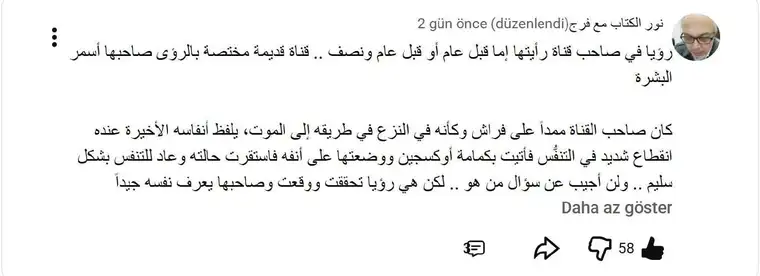 نور الكتاب مع فرج 2 gün önce (düzenlendi)
رؤيا في صاحب قناة رأيتها إما قبل عام أو قبل عام ونصف .. قناة قديمة مختصة بالرؤى صاحبها أسمر
البشرة
كان صاحب القناة ممداً على فراش وكأنه في النزع في طريقه إلى الموت، يلفظ أنفاسه الأخيرة عنده
انقطاع شديد في التنفُّس فأتيت بكمامة أوكسجين ووضعتها على أنفه فاستقرت حالته وعاد للتنفس بشكل
سليم .. ولن أجيب عن سؤال من هو .. لكن هي رؤيا تحققت ووقعت وصاحبها يعرف نفسه جيداً
Daha az göster
58
3